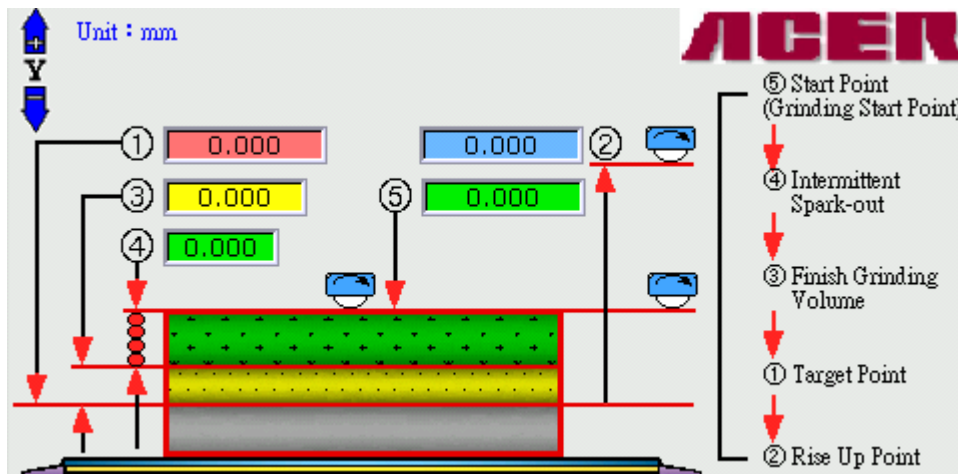 Unit：mm
ACER
+
Y
−
① 0.000
0.000 ②
③ 0.000
⑤ 0.000
④ 0.000
⑤ Start Point
(Grinding Start Point)
④ Intermittent
Spark-out
③ Finish Grinding
Volume
① Target Point
② Rise Up Point